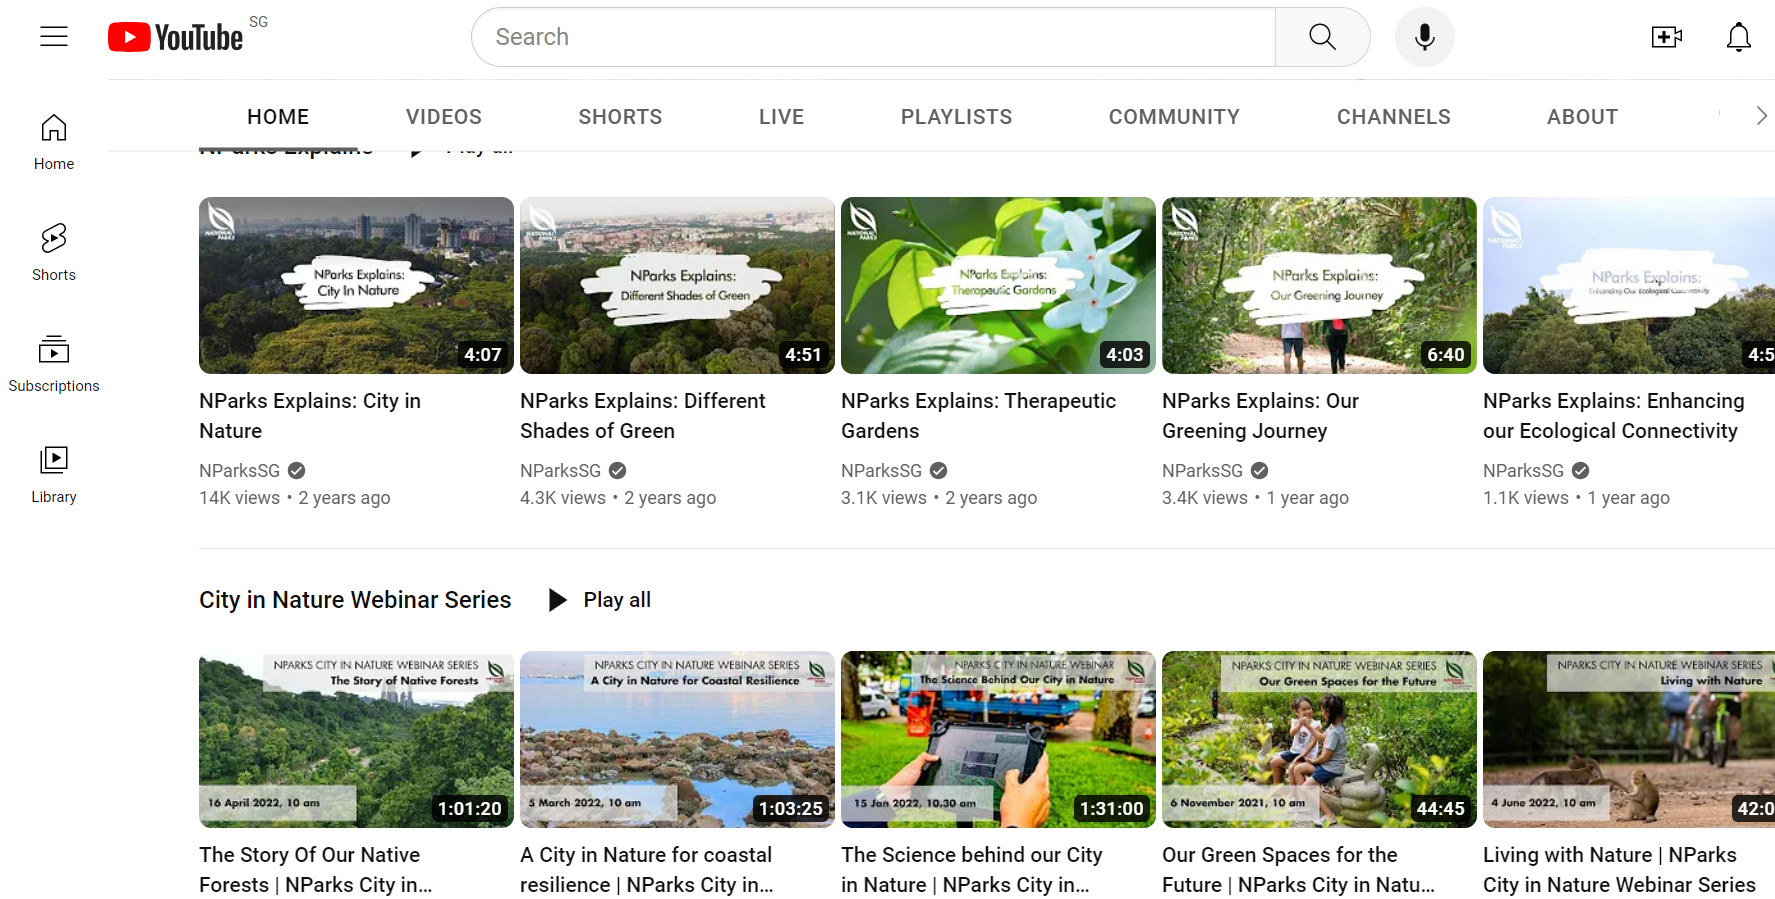 YouTube SG
Search
HOME VIDEOS SHORTS LIVE PLAYLISTS COMMUNITY CHANNELS ABOUT
Home
Shorts
Subscriptions
Library
NParks Explains Play all
NATIONAL PARKS
NParks Explains:
City In Nature
4:07
NParks Explains: City in
Nature
NParksSG
14K views • 2 years ago
NATIONAL PARKS
NParks Explains:
Different Shades of Green
4:51
NParks Explains: Different
Shades of Green
NParksSG
4.3K views • 2 years ago
NATIONAL PARKS
NParks Explains:
Therapeutic Gardens
4:03
NParks Explains: Therapeutic
Gardens
NParksSG
3.1K views • 2 years ago
NATIONAL PARKS
NParks Explains:
Our Greening Journey
6:40
NParks Explains: Our
Greening Journey
NParksSG
3.4K views • 1 year ago
NATIONAL PARKS
NParks Explains:
Enhancing Our Ecological Connectivity
4:5
NParks Explains: Enhancing
our Ecological Connectivity
NParksSG
1.1K views • 1 year ago
City in Nature Webinar Series Play all
NPARKS CITY IN NATURE WEBINAR SERIES
The Story of Native Forests
16 April 2022, 10 am
1:01:20
The Story Of Our Native
Forests | NParks City in...
NPARKS CITY IN NATURE WEBINAR SERIES
A City in Nature for Coastal Resilience
5 March 2022, 10 am
1:03:25
A City in Nature for coastal
resilience | NParks City in...
NPARKS CITY IN NATURE WEBINAR
The Science Behind Our City in Nature
15 Jan 2022, 10.30 am
1:31:00
The Science behind our City
in Nature | NParks City in...
NPARKS CITY IN NATURE WEBINAR SERIES
Our Green Spaces for the Future
6 November 2021, 10 am
44:45
Our Green Spaces for the
Future | NParks City in Natu...
NPARKS CITY IN NATURE WEBINAR SERIES
Living with Nature
4 June 2022, 10 am
42:0
Living with Nature | NParks
City in Nature Webinar Series